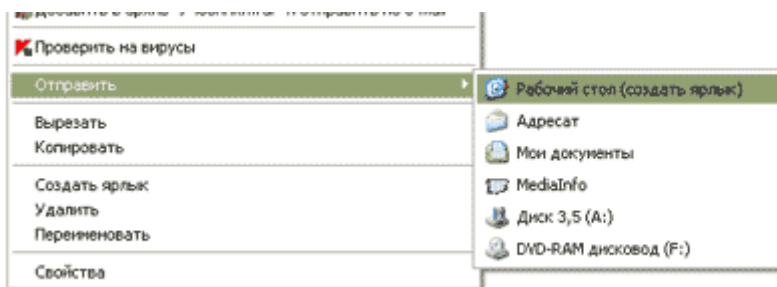 Проверить на вирусы
Отправить
Рабочий стол (создать ярлык)
Вырезать
Адресат
Копировать
Мои документы
Создать ярлык
MediaInfo
Удалить
Диск 3,5 (A:)
Переименовать
DVD-RAM дисковод (F:)
Свойства